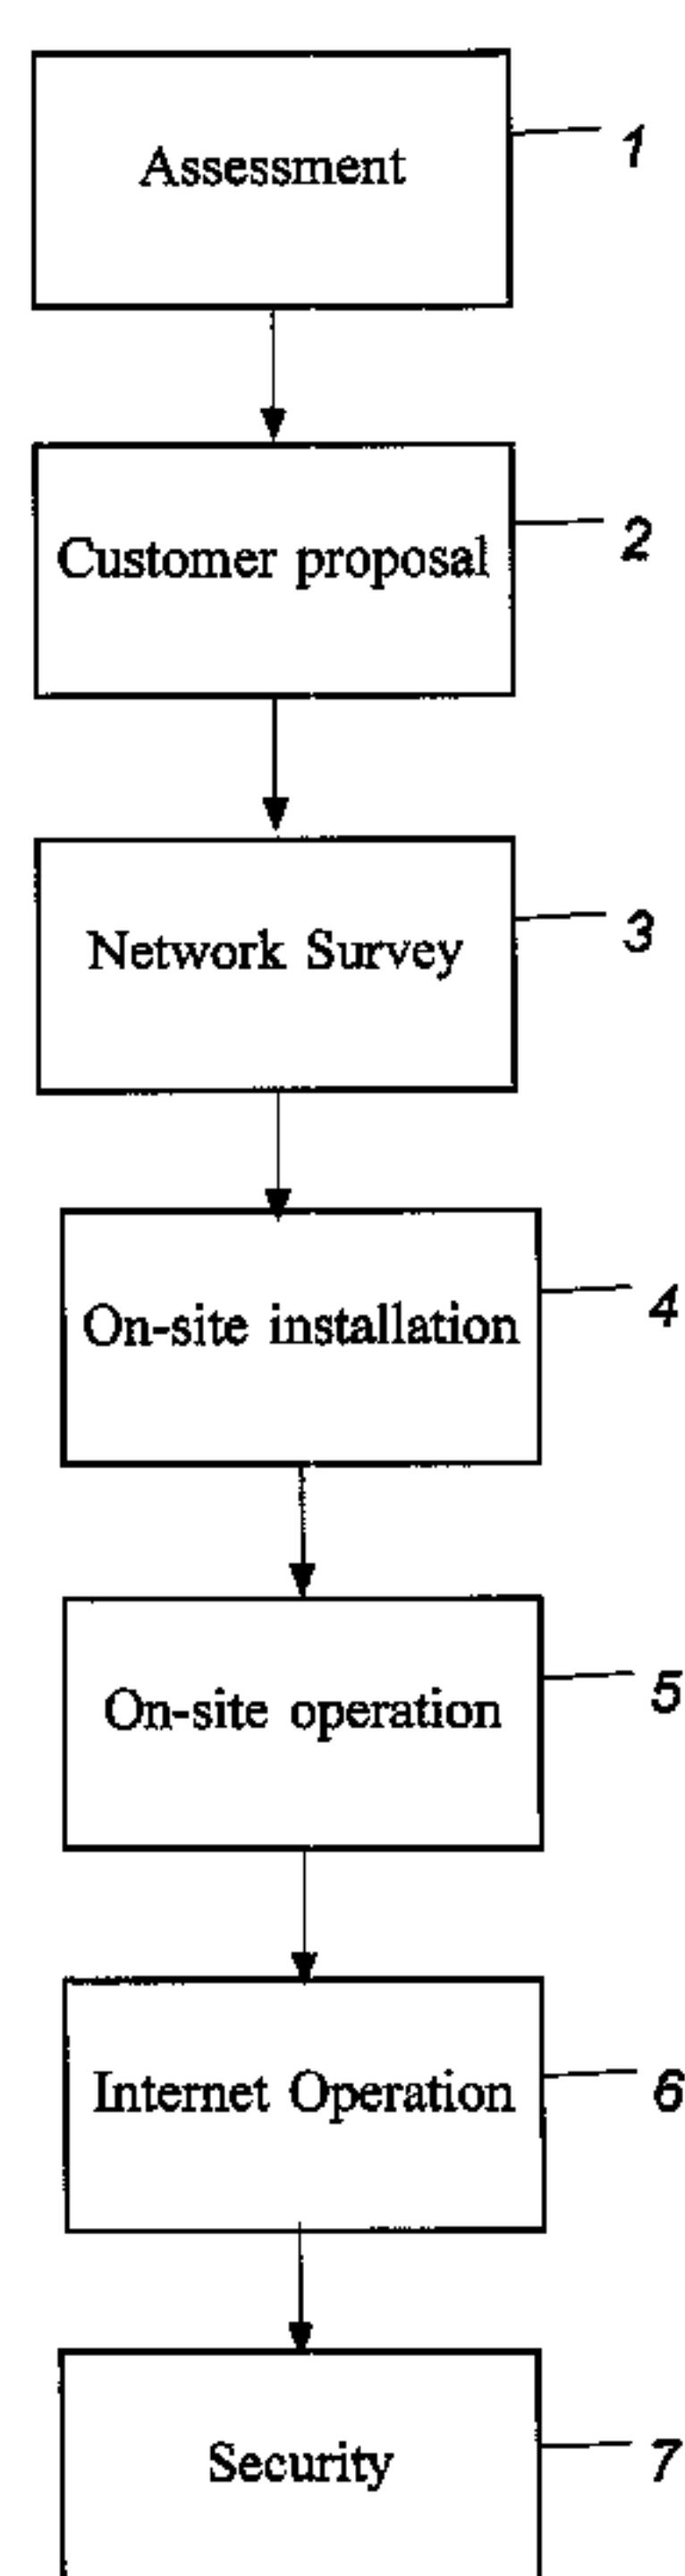 Assessment
1
Customer proposal
2
Network Survey
3
On-site installation
4
On-site operation
5
Internet Operation
6
Security
7